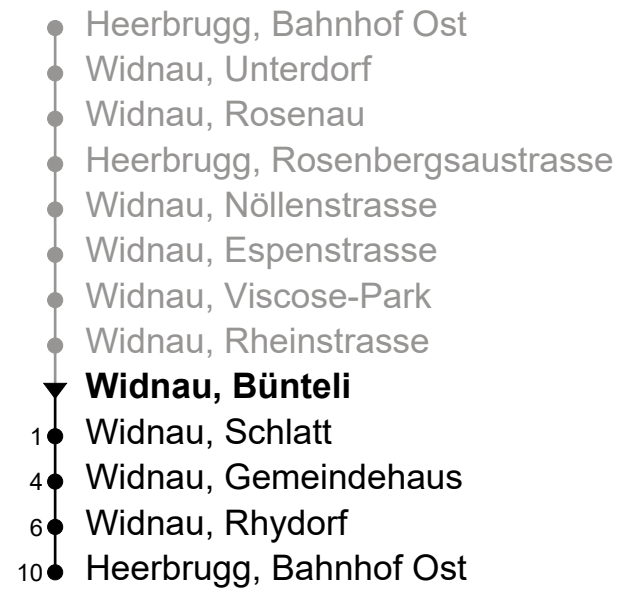 Heerbrugg, Bahnhof Ost
Widnau, Unterdorf
Widnau, Rosenau
Heerbrugg, Rosenbergsaustrasse
Widnau, Nöllenstrasse
Widnau, Espenstrasse
Widnau, Viscose-Park
Widnau, Rheinstrasse
Widnau, Bünteli
1 Widnau, Schlatt
4 Widnau, Gemeindehaus
6 Widnau, Rhydorf
10 Heerbrugg, Bahnhof Ost